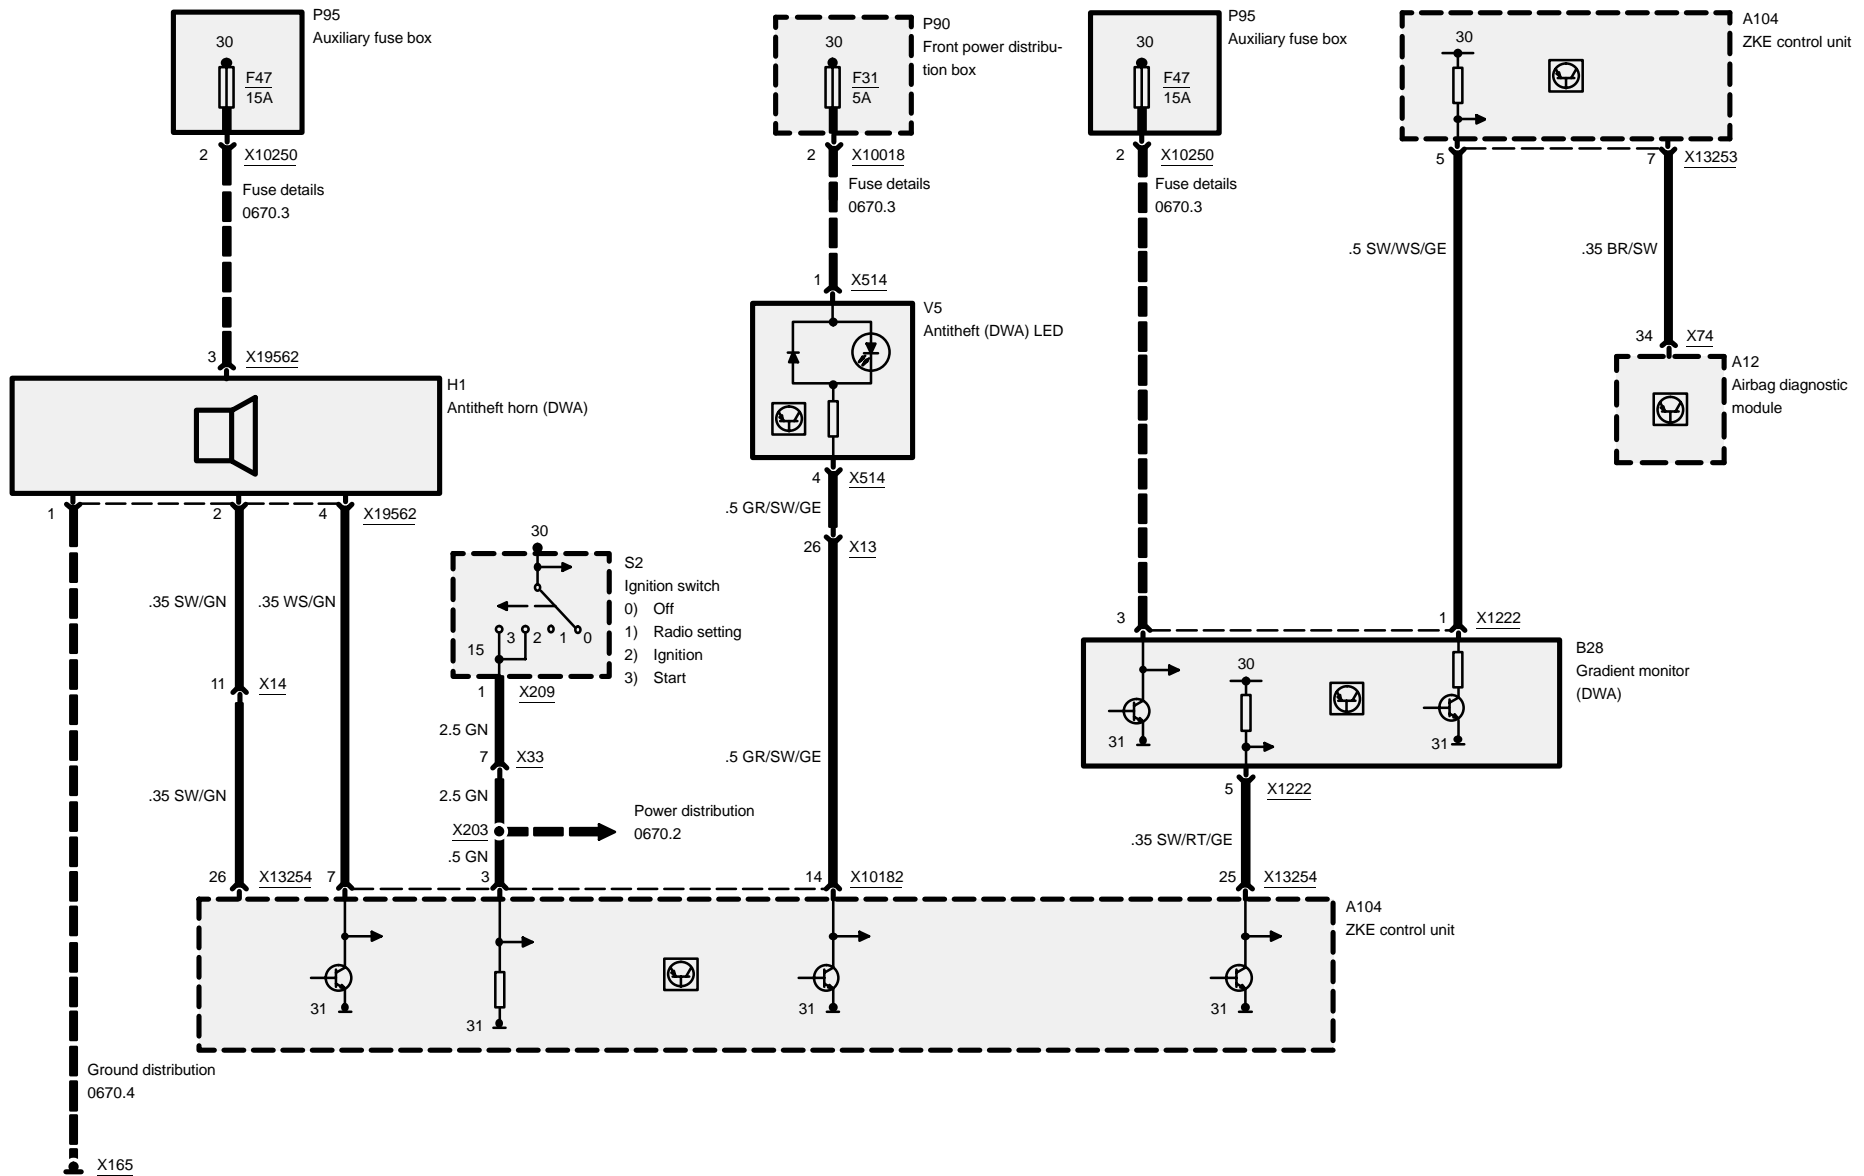 P95
Auxiliary fuse box
30
F47
15A
2 X10250
Fuse details
0670.3
3 X19562
H1
Antitheft horn (DWA)
1 2 4 X19562
.35 SW/GN .35 WS/GN
11 X14
.35 SW/GN
26 X13254 7
30
S2
Ignition switch
0) Off
1) Radio setting
2) Ignition
3) Start
3 2 1 0
15
1 X209
2.5 GN
7 X33
2.5 GN
X203
Power distribution
0670.2
.5 GN
3
P90
Front power distribu-
tion box
30
F31
5A
2 X10018
Fuse details
0670.3
1 X514
V5
Antitheft (DWA) LED
4 X514
.5 GR/SW/GE
26 X13
.5 GR/SW/GE
14 X10182
P95
Auxiliary fuse box
30
F47
15A
2 X10250
Fuse details
0670.3
3
A104
ZKE control unit
30
5 7 X13253
.5 SW/WS/GE .35 BR/SW
34 X74
A12
Airbag diagnostic
module
1 X1222
B28
Gradient monitor
(DWA)
30
31 31
5 X1222
.35 SW/RT/GE
25 X13254
A104
ZKE control unit
31 31 31 31
Ground distribution
0670.4
X165